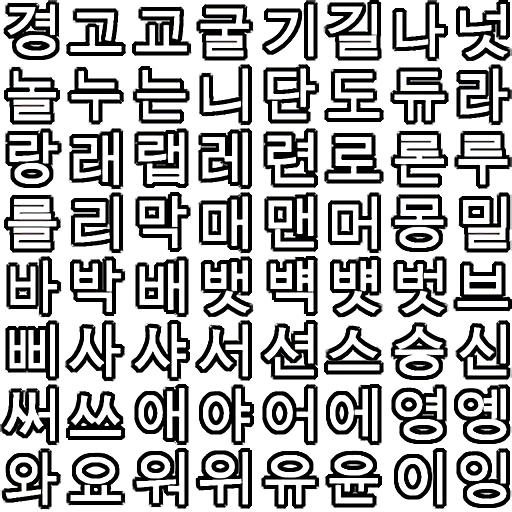 경고교굴기길나넛
놀누는니단도듀라
랑래랩레련로론루
를리막매맨머몽밀
바박배뱃백뱟벗브
삐사샤서션스승신
써쓰애야어에영옝
와요워위유윤이잉